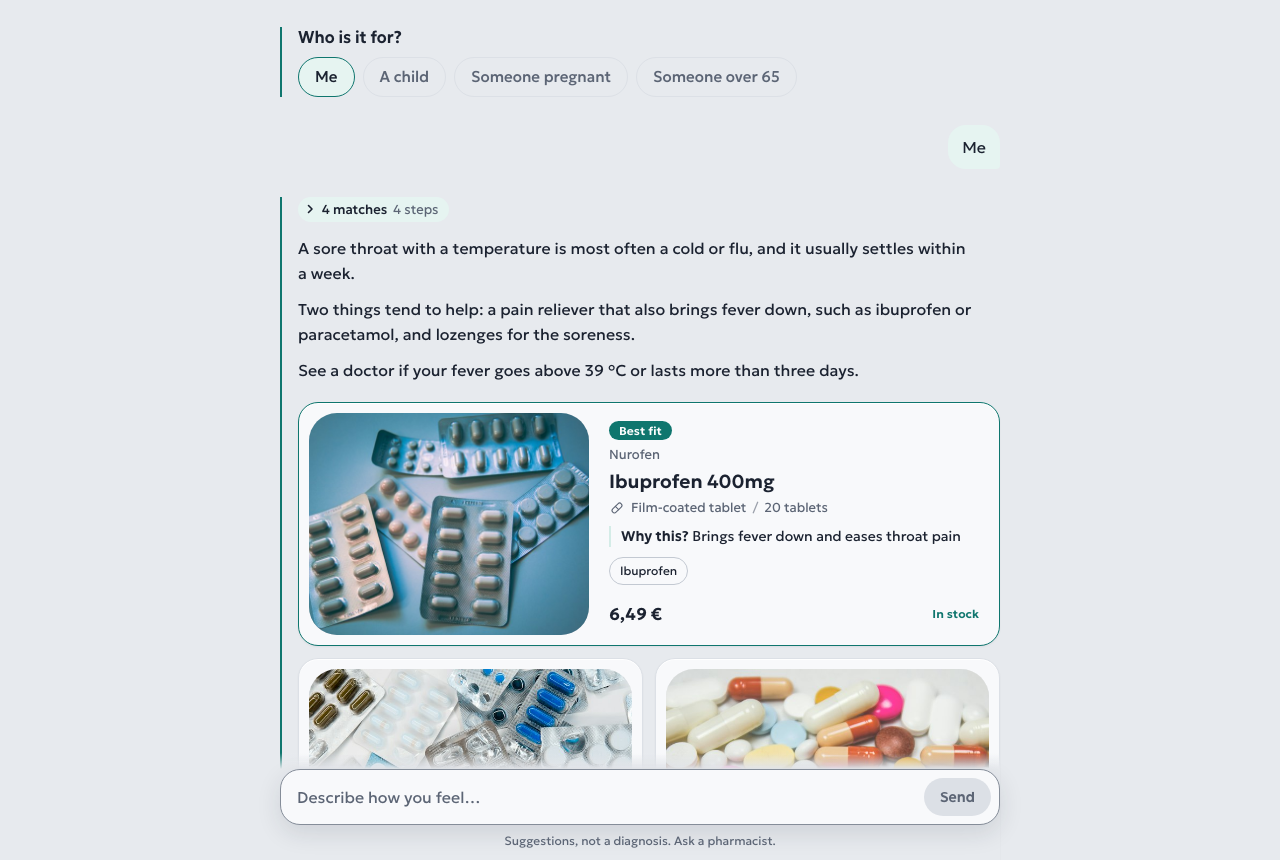 Who is it for?
Me
A child
Someone pregnant
Someone over 65
Me
4 matches 4 steps
A sore throat with a temperature is most often a cold or flu, and it usually settles within
a week.
Two things tend to help: a pain reliever that also brings fever down, such as ibuprofen or
paracetamol, and lozenges for the soreness.
See a doctor if your fever goes above 39 °C or lasts more than three days.
Best fit
Nurofen
Ibuprofen 400mg
Film-coated tablet / 20 tablets
Why this? Brings fever down and eases throat pain
Ibuprofen
6,49 €
In stock
Describe how you feel…
Send
Suggestions, not a diagnosis. Ask a pharmacist.